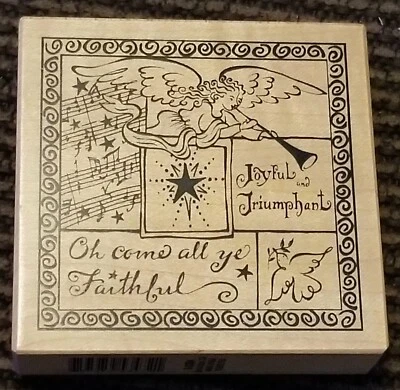 Joyful and
Triumphant
Oh come all ye
Faithful